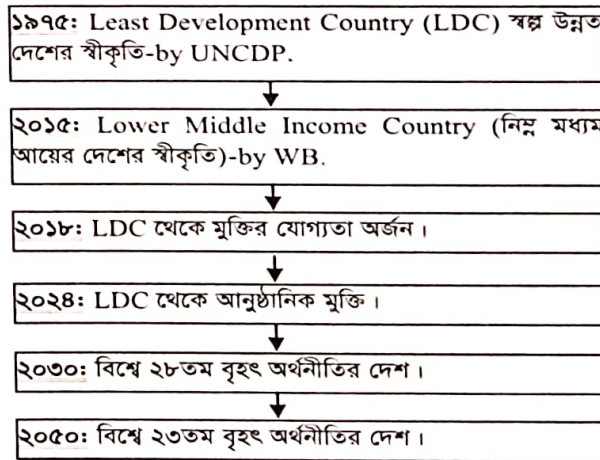 ১৯৭৫: Least Development Country (LDC) স্বল্প উন্নত
দেশের স্বীকৃতি-by UNCDP.
২০১৫: Lower Middle Income Country (নিম্ন মধ্যম
আয়ের দেশের স্বীকৃতি)-by WB.
২০১৮: LDC থেকে মুক্তির যোগ্যতা অর্জন।
২০২৪: LDC থেকে আনুষ্ঠানিক মুক্তি।
২০৩০: বিশ্বে ২৮তম বৃহৎ অর্থনীতির দেশ।
২০৫০: বিশ্বে ২৩তম বৃহৎ অর্থনীতির দেশ।